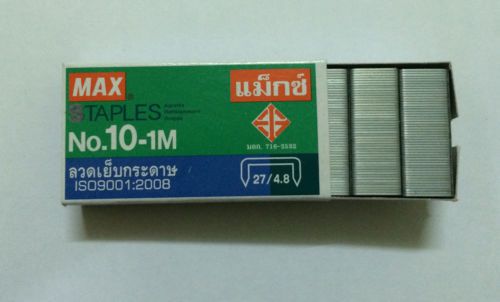 MAX
แม็กซ์
STAPLES
No.10-1M
มอก. 716-2532
ลวดเย็บกระดาษ
ISO9001:2008
27/4.8